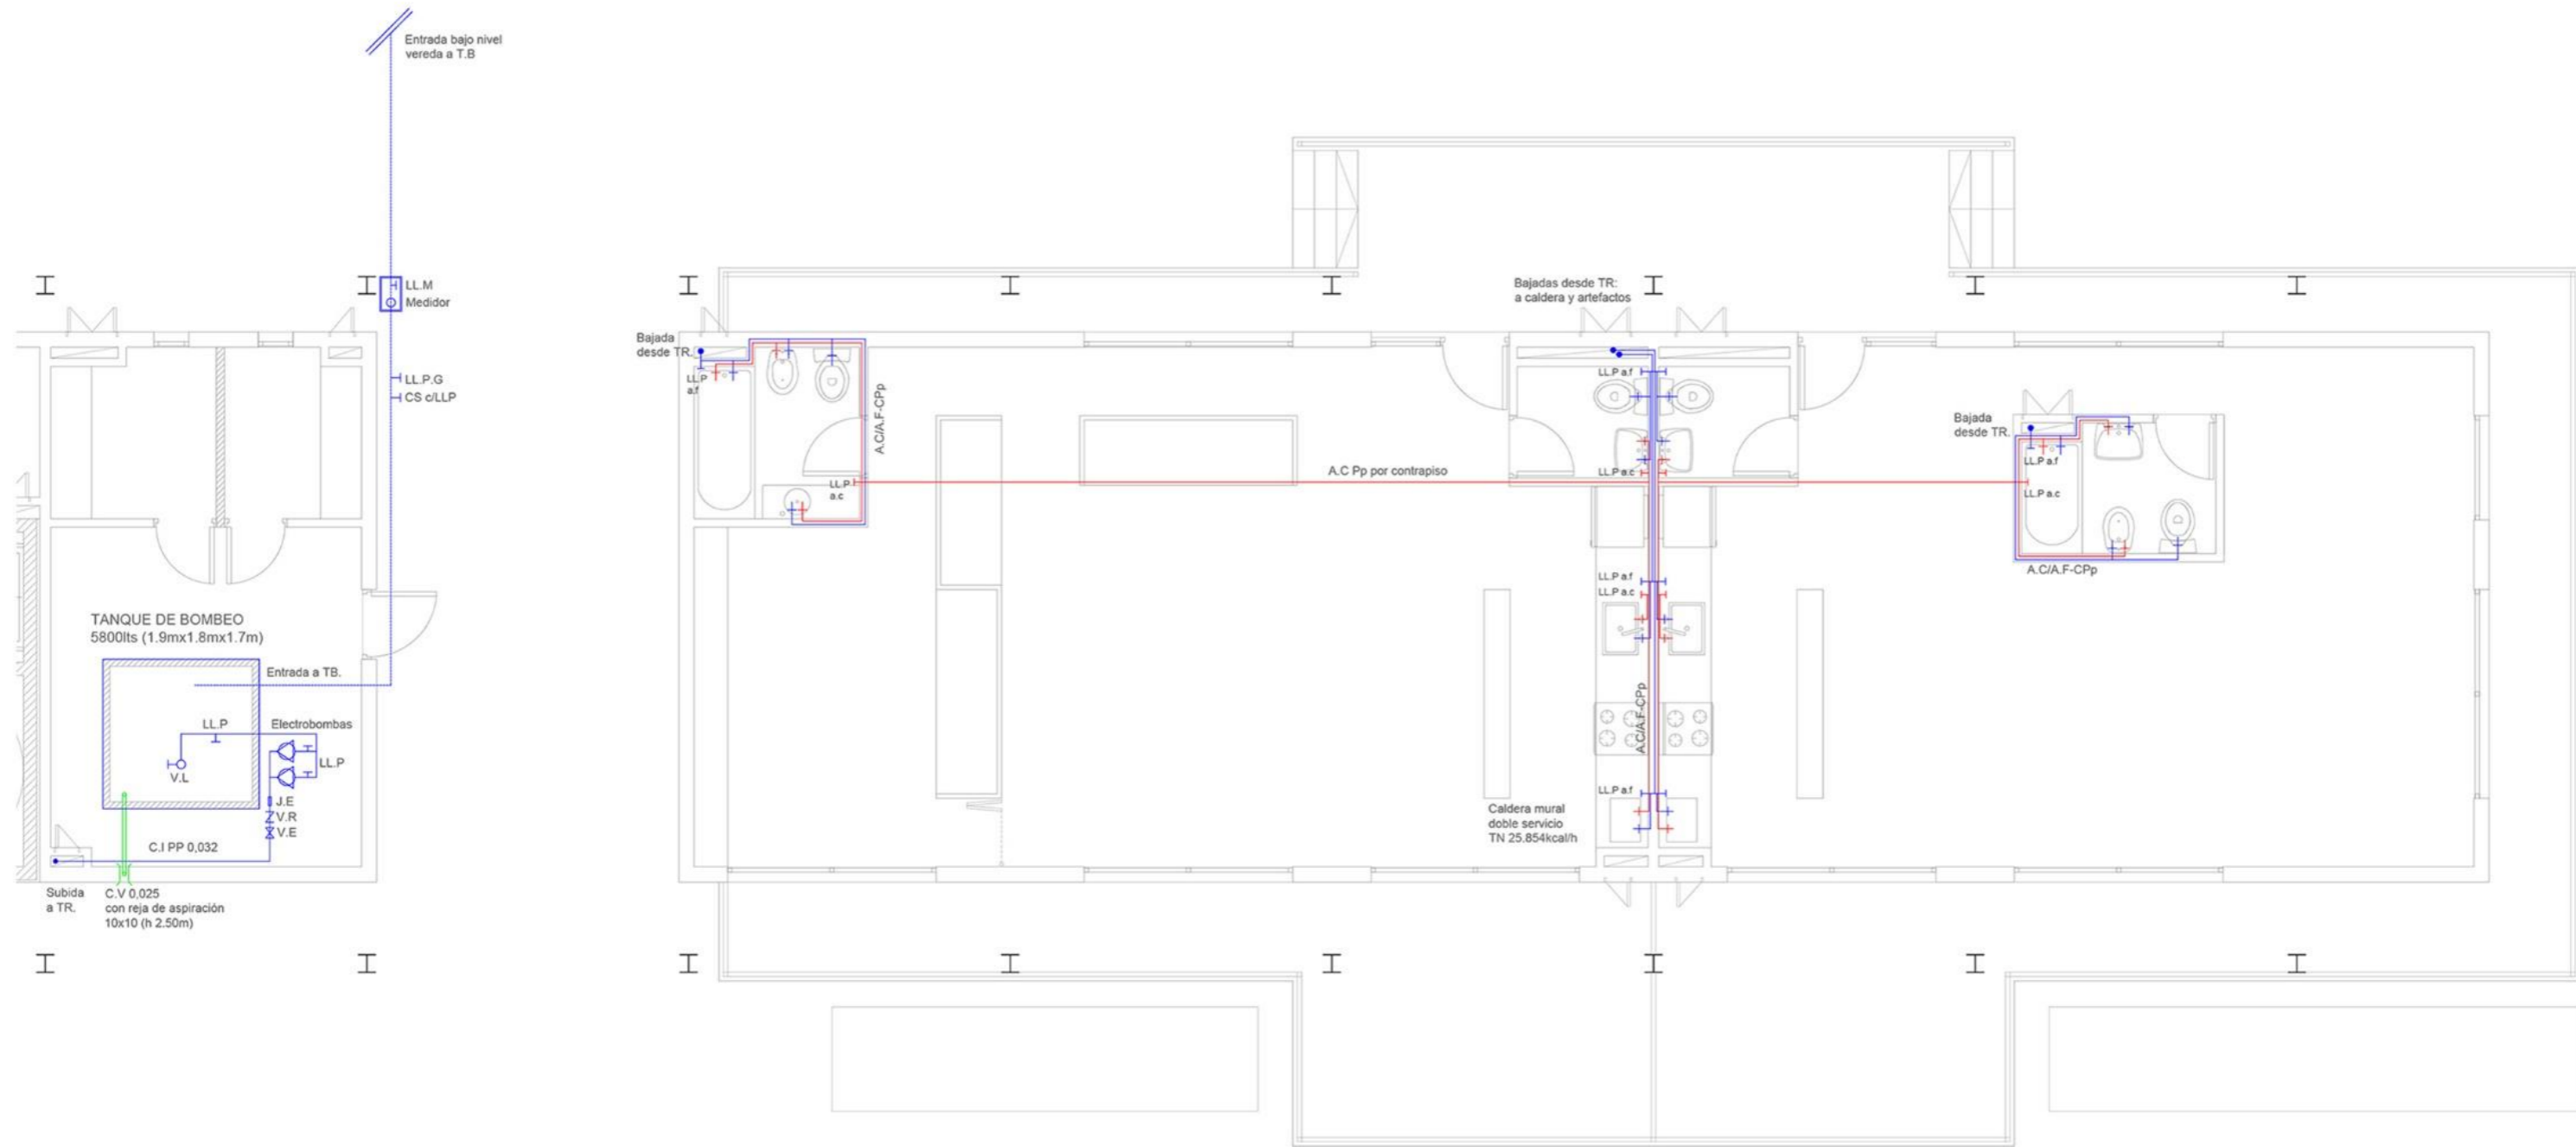 Entrada bajo nivel
vereda a T.B
LL.M
Medidor
LL.P.G
CS c/LLP
TANQUE DE BOMBEO
5800lts (1.9mx1.8mx1.7m)
Entrada a TB.
LL.P
Electrobombas
LL.P
V.L
J.E
V.R
V.E
C.I PP 0,032
Subida
a TR.
C.V 0,025
con reja de aspiración
10x10 (h 2.50m)
Bajada
desde TR.
LL.P
a.f
A.C/A.F-CPp
LL.P
a.c
A.C Pp por contrapiso
Bajadas desde TR:
a caldera y artefactos
LL.P a.f
LL.P a.c
LL.P a.f
LL.P a.c
A.C/A.F-CPp
LL.P a.f
Caldera mural
doble servicio
TN 25.854kcal/h
Bajada
desde TR.
LL.P a.f
LL.P a.c
A.C/A.F-CPp